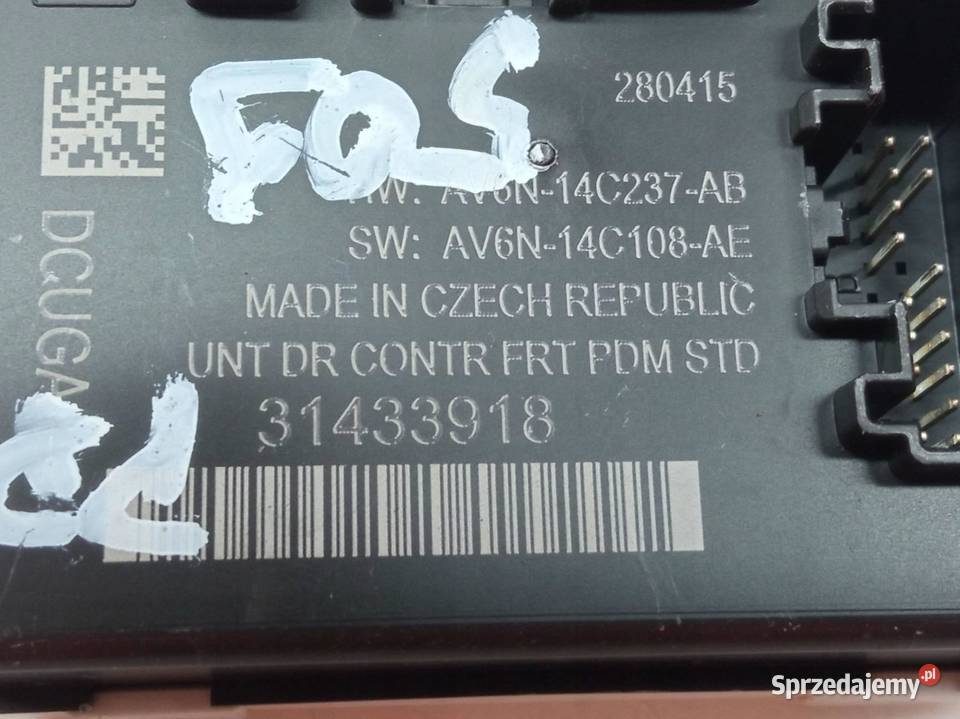 280415
HW: AV6N-14C237-AB
SW: AV6N-14C108-AE
MADE IN CZECH REPUBLIC
UNT DR CONTR FRT PDM STD
31433918
DCUGA
Sprzedajemy.pl